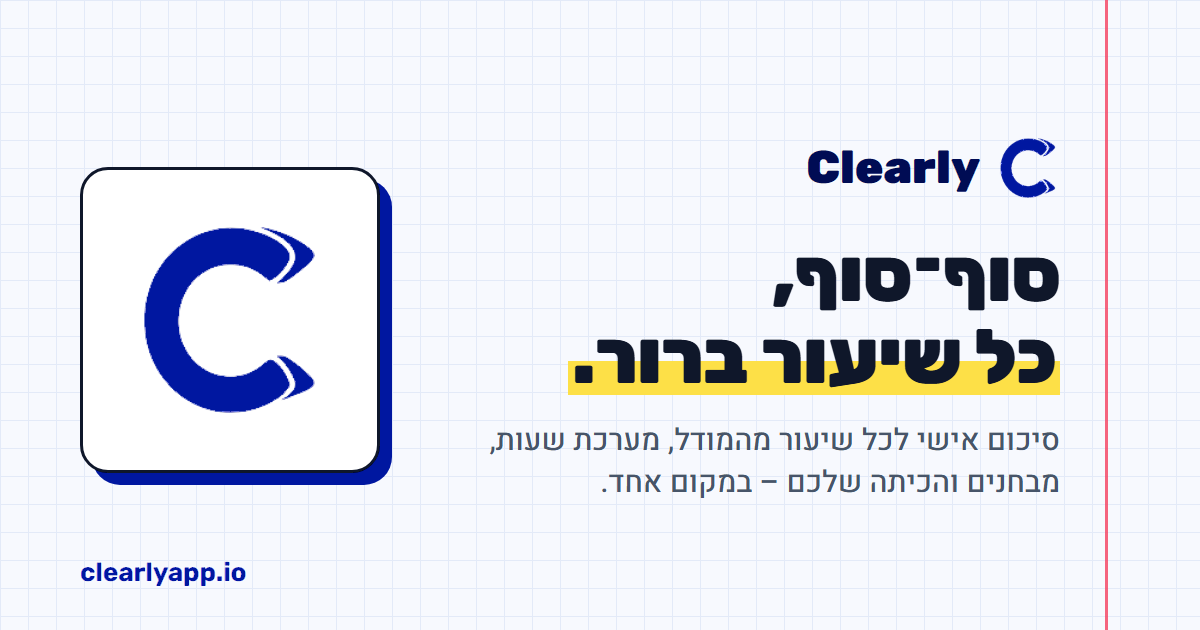 Clearly
סוף־סוף,
כל שיעור ברור.
סיכום אישי לכל שיעור מהמודל, מערכת שעות,
מבחנים והכיתה שלכם – במקום אחד.
clearlyapp.io